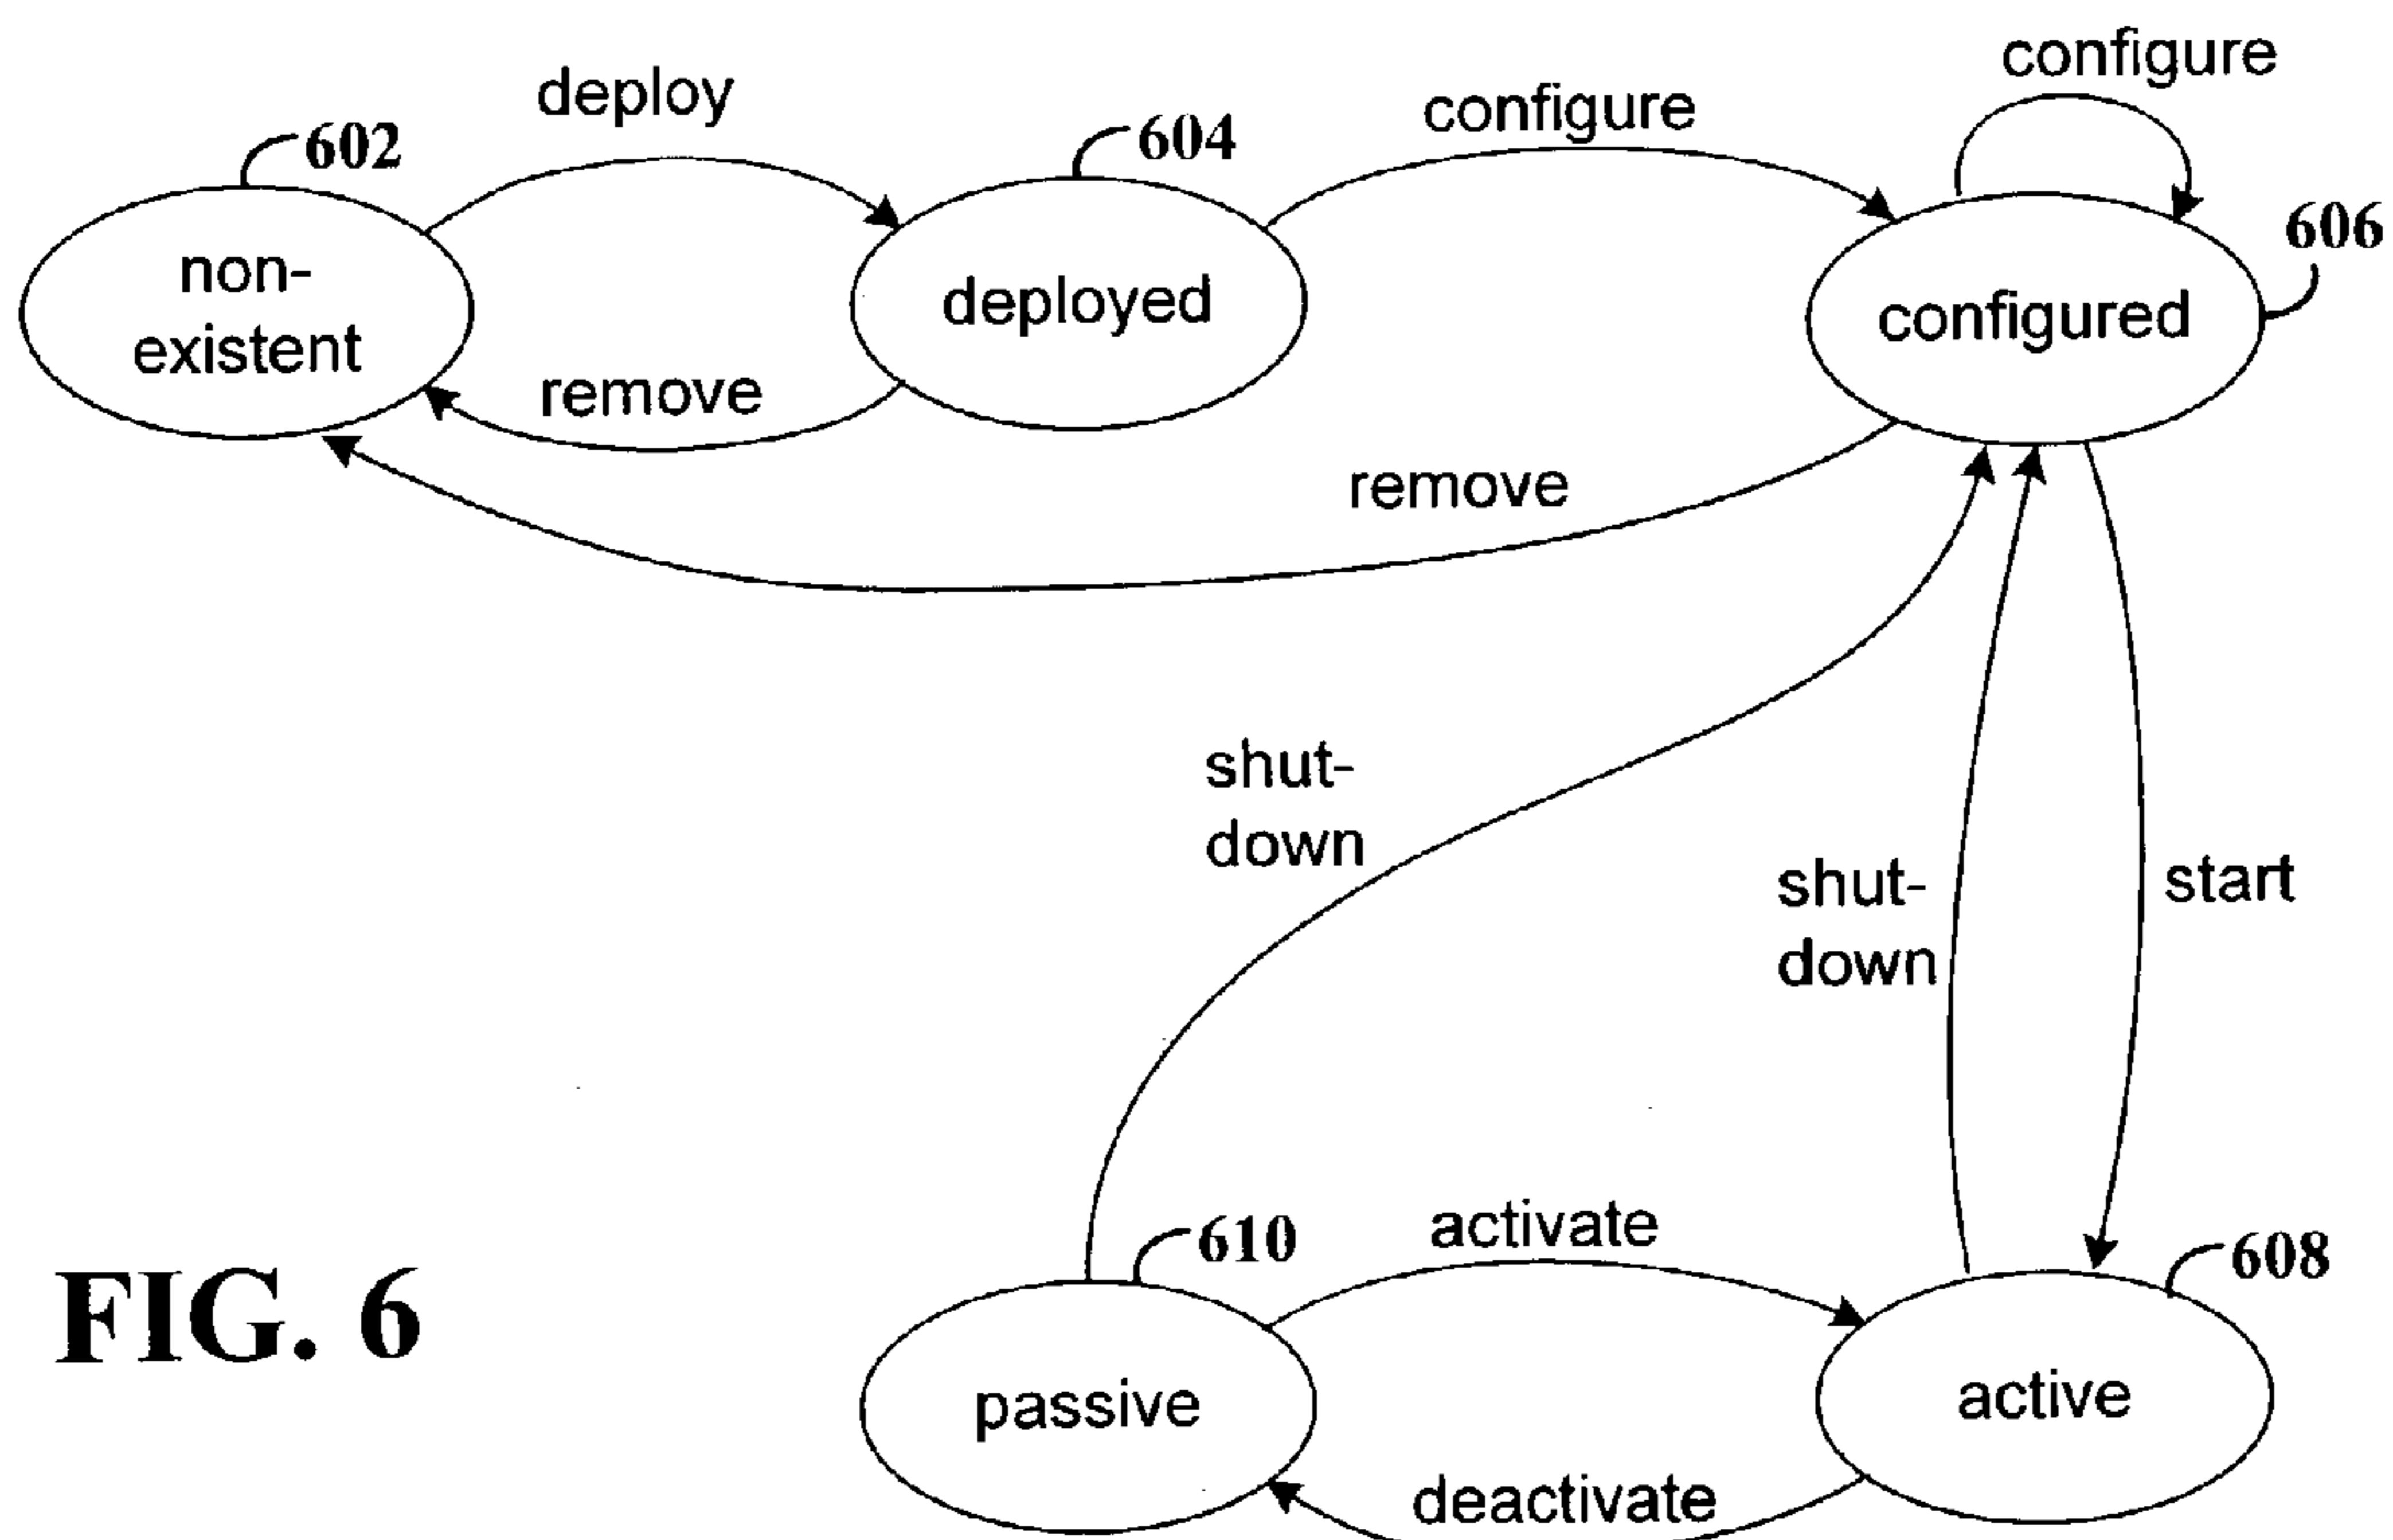 configure
deploy
configure
602
604
606
non-
existent
deployed
configured
remove
remove
shut-
down
shut-
down
start
610
activate
608
FIG. 6
passive
active
deactivate